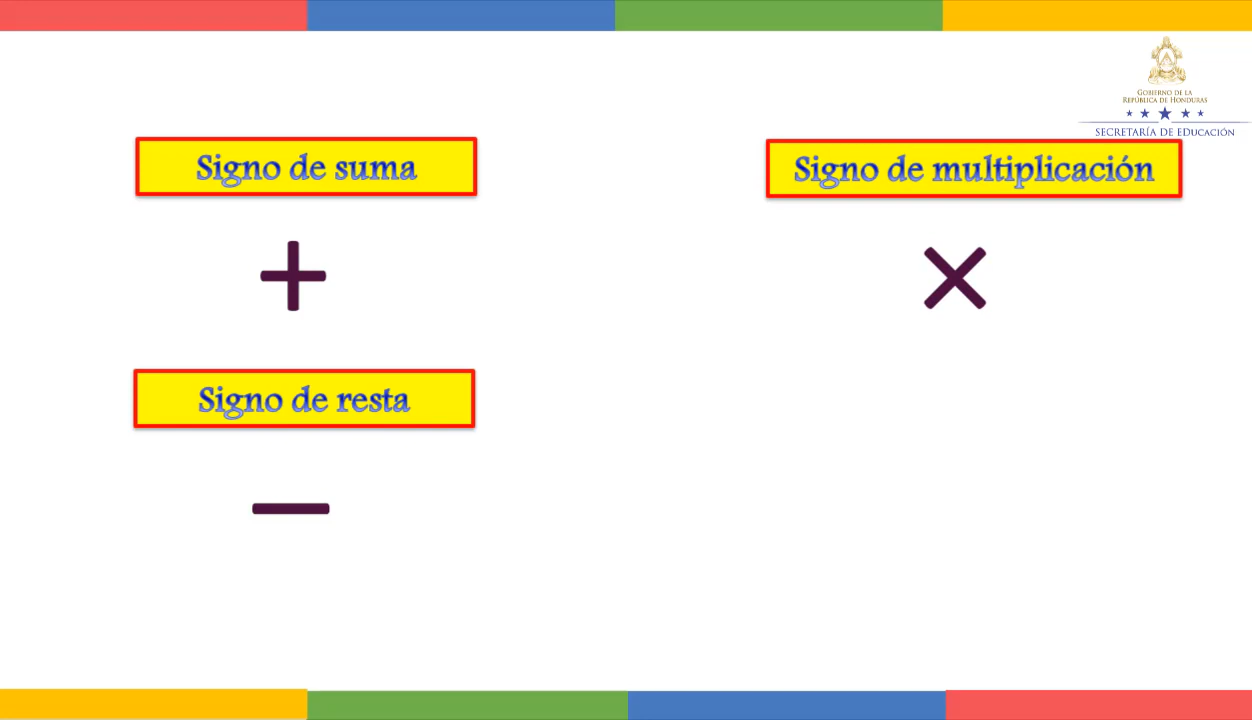 GOBIERNO DE LA
REPÚBLICA DE HONDURAS
SECRETARÍA DE EDUCACIÓN
Signo de suma
Signo de multiplicación
+
×
Signo de resta
−